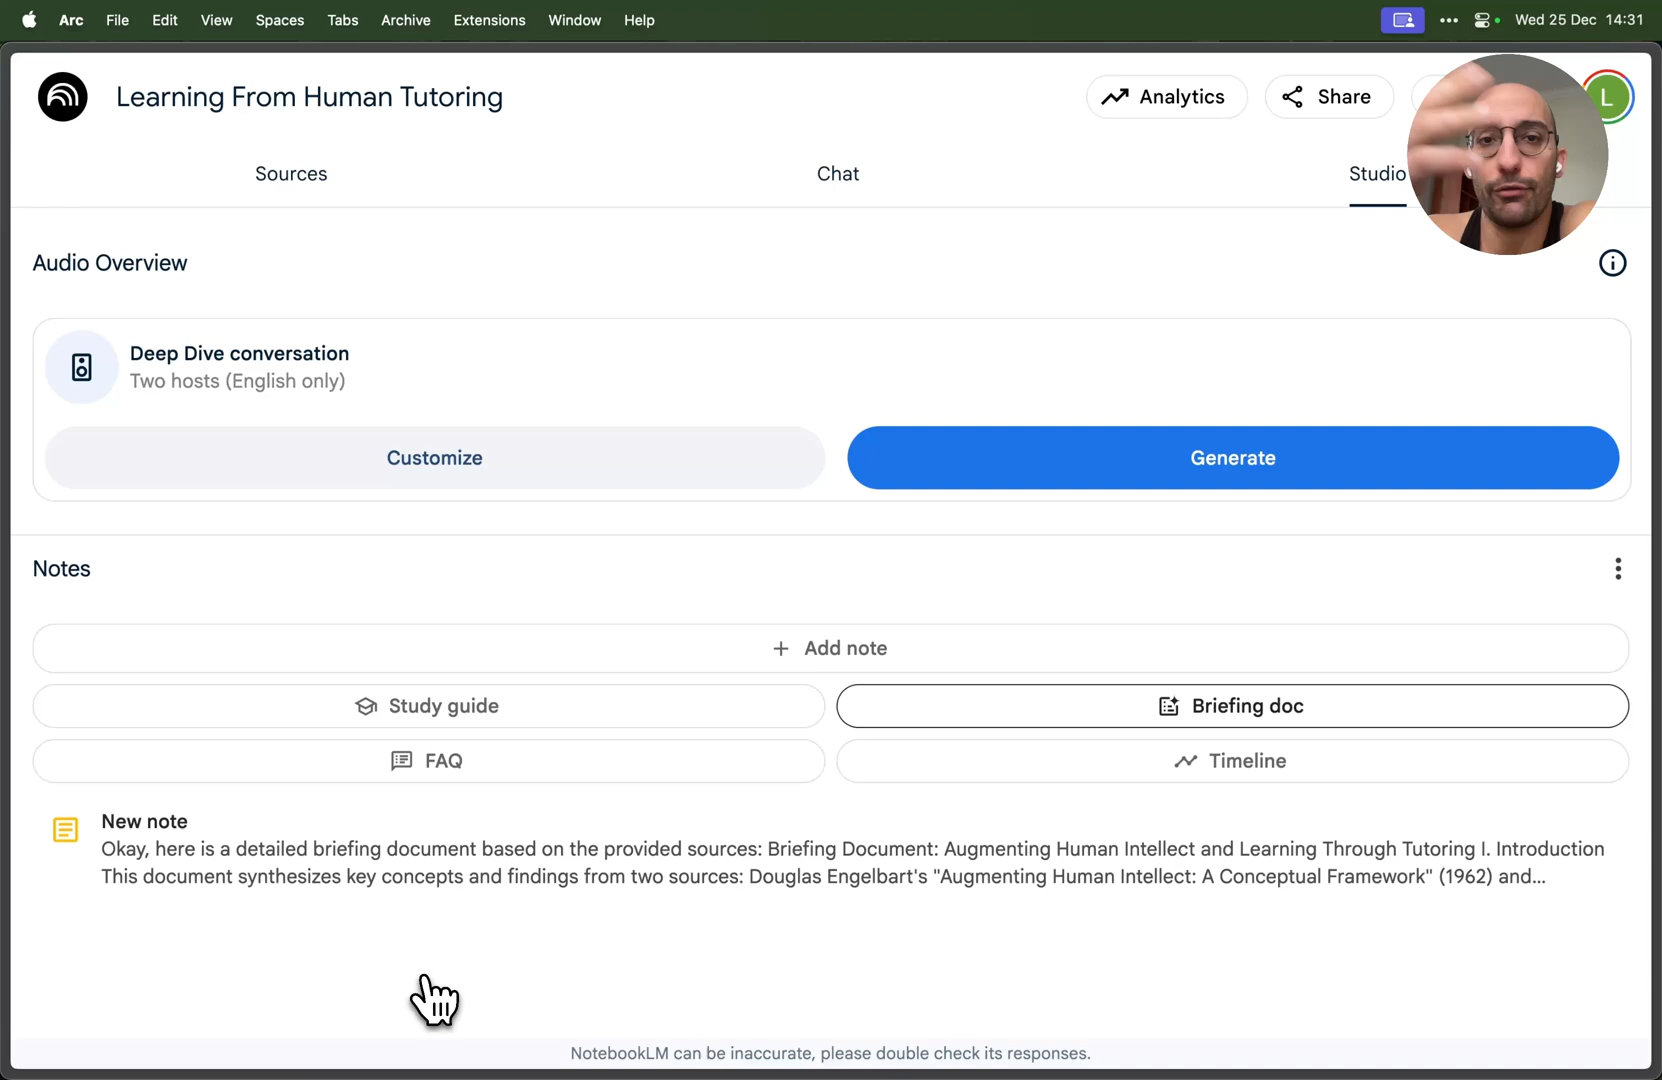 Arc File Edit View Spaces Tabs Archive Extensions Window Help Wed 25 Dec 14:31
Learning From Human Tutoring
Analytics
Share
L
Sources
Chat
Studio
Audio Overview
Deep Dive conversation
Two hosts (English only)
Customize
Generate
Notes
Add note
Study guide
Briefing doc
FAQ
Timeline
New note
Okay, here is a detailed briefing document based on the provided sources: Briefing Document: Augmenting Human Intellect and Learning Through Tutoring I. Introduction
This document synthesizes key concepts and findings from two sources: Douglas Engelbart's "Augmenting Human Intellect: A Conceptual Framework" (1962) and...
NotebookLM can be inaccurate, please double check its responses.